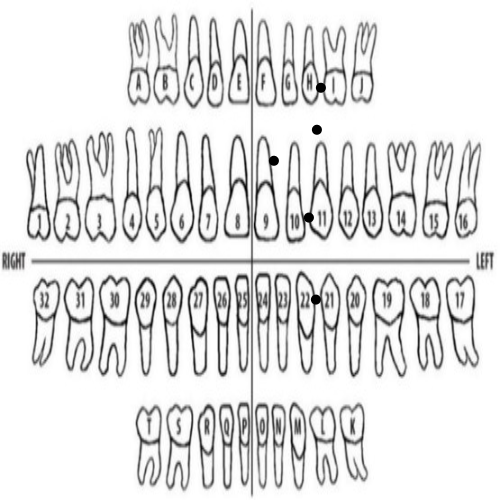 A B C D E F G H I J
1 2 3 4 5 6 7 8 9 10 11 12 13 14 15 16
RIGHT LEFT
32 31 30 29 28 27 26 25 24 23 22 21 20 19 18 17
T S R Q P O N M L K